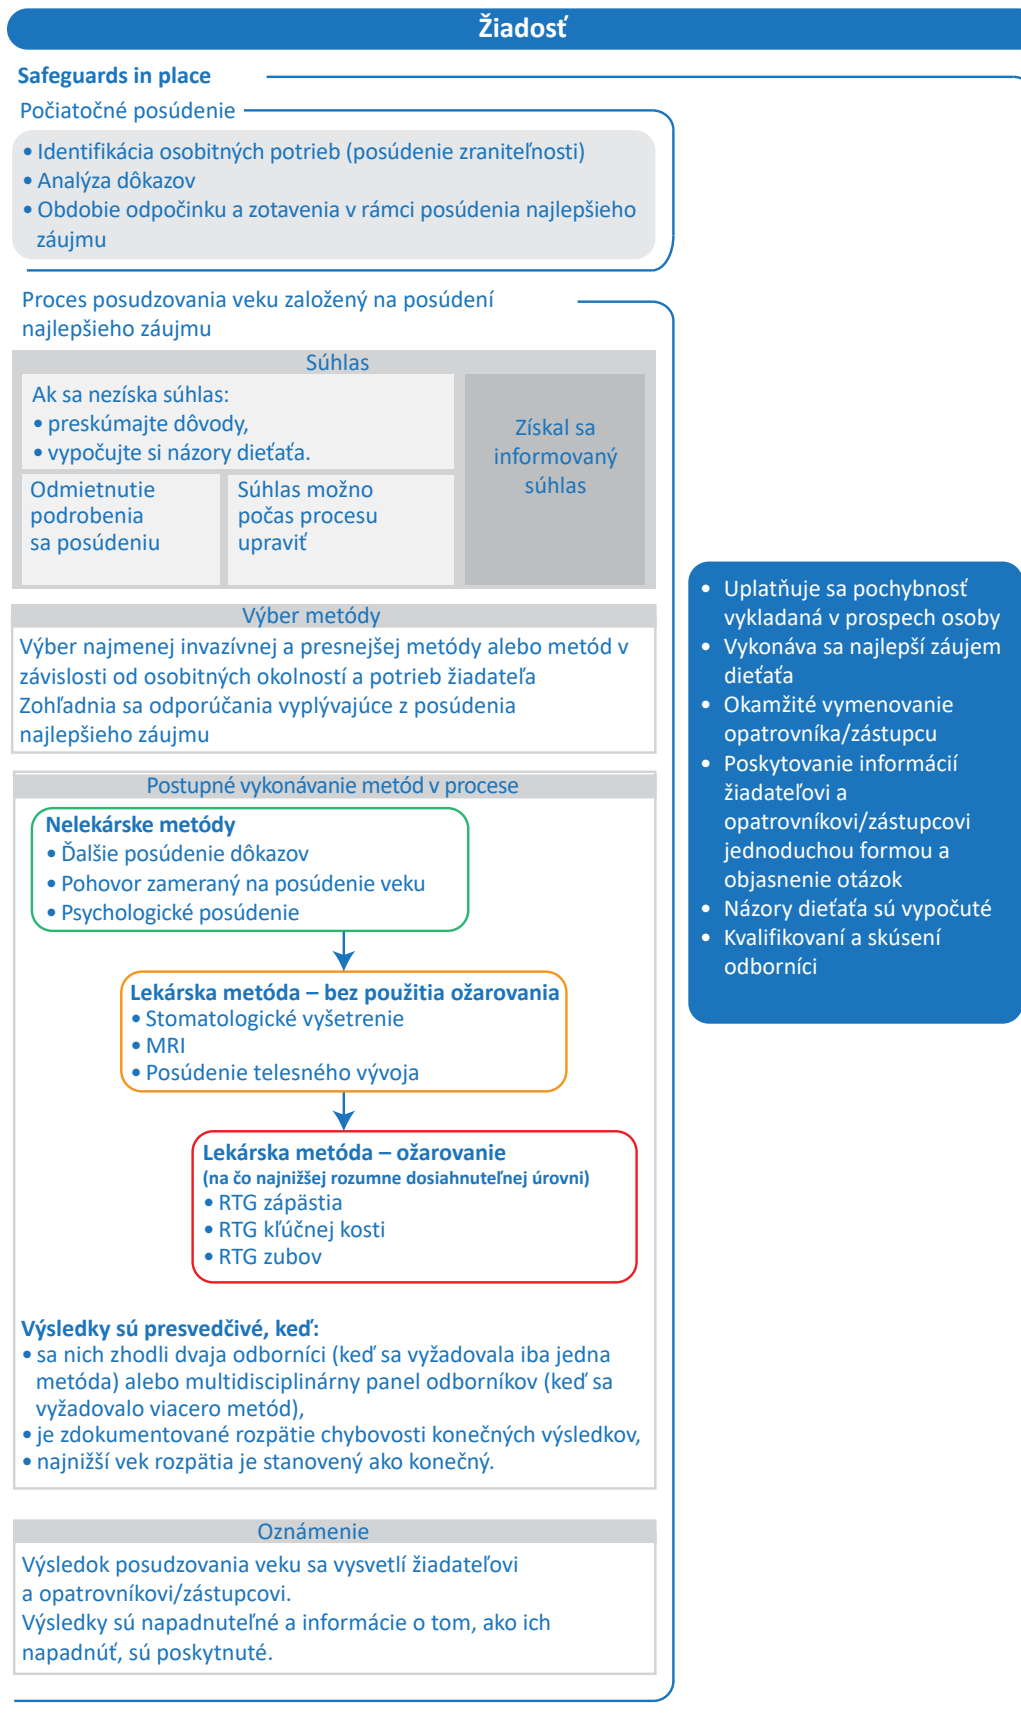 Žiadosť
Safeguards in place
Počiatočné posúdenie
• Identifikácia osobitných potrieb (posúdenie zraniteľnosti)
• Analýza dôkazov
• Obdobie odpočinku a zotavenia v rámci posúdenia najlepšieho
záujmu
Proces posudzovania veku založený na posúdení
najlepšieho záujmu
Súhlas
Ak sa nezíska súhlas:
• preskúmajte dôvody,
• vypočujte si názory dieťaťa.
Odmietnutie
podrobenia
sa posúdeniu
Súhlas možno
počas procesu
upraviť
Získal sa
informovaný
súhlas
Výber metódy
Výber najmenej invazívnej a presnejšej metódy alebo metód v
závislosti od osobitných okolností a potrieb žiadateľa
Zohľadnia sa odporúčania vyplývajúce z posúdenia
najlepšieho záujmu
Postupné vykonávanie metód v procese
Nelekárske metódy
• Ďalšie posúdenie dôkazov
• Pohovor zameraný na posúdenie veku
• Psychologické posúdenie
Lekárska metóda – bez použitia ožarovania
• Stomatologické vyšetrenie
• MRI
• Posúdenie telesného vývoja
Lekárska metóda – ožarovanie
(na čo najnižšej rozumne dosiahnuteľnej úrovni)
• RTG zápästia
• RTG kľúčnej kosti
• RTG zubov
Výsledky sú presvedčivé, keď:
• sa nich zhodli dvaja odborníci (keď sa vyžadovala iba jedna
metóda) alebo multidisciplinárny panel odborníkov (keď sa
vyžadovalo viacero metód),
• je zdokumentované rozpätie chybovosti konečných výsledkov,
• najnižší vek rozpätia je stanovený ako konečný.
Oznámenie
Výsledok posudzovania veku sa vysvetlí žiadateľovi
a opatrovníkovi/zástupcovi.
Výsledky sú napadnuteľné a informácie o tom, ako ich
napadnúť, sú poskytnuté.
• Uplatňuje sa pochybnosť
vykladaná v prospech osoby
• Vykonáva sa najlepší záujem
dieťaťa
• Okamžité vymenovanie
opatrovníka/zástupcu
• Poskytovanie informácií
žiadateľovi a
opatrovníkovi/zástupcovi
jednoduchou formou a
objasnenie otázok
• Názory dieťaťa sú vypočuté
• Kvalifikovaní a skúsení
odborníci